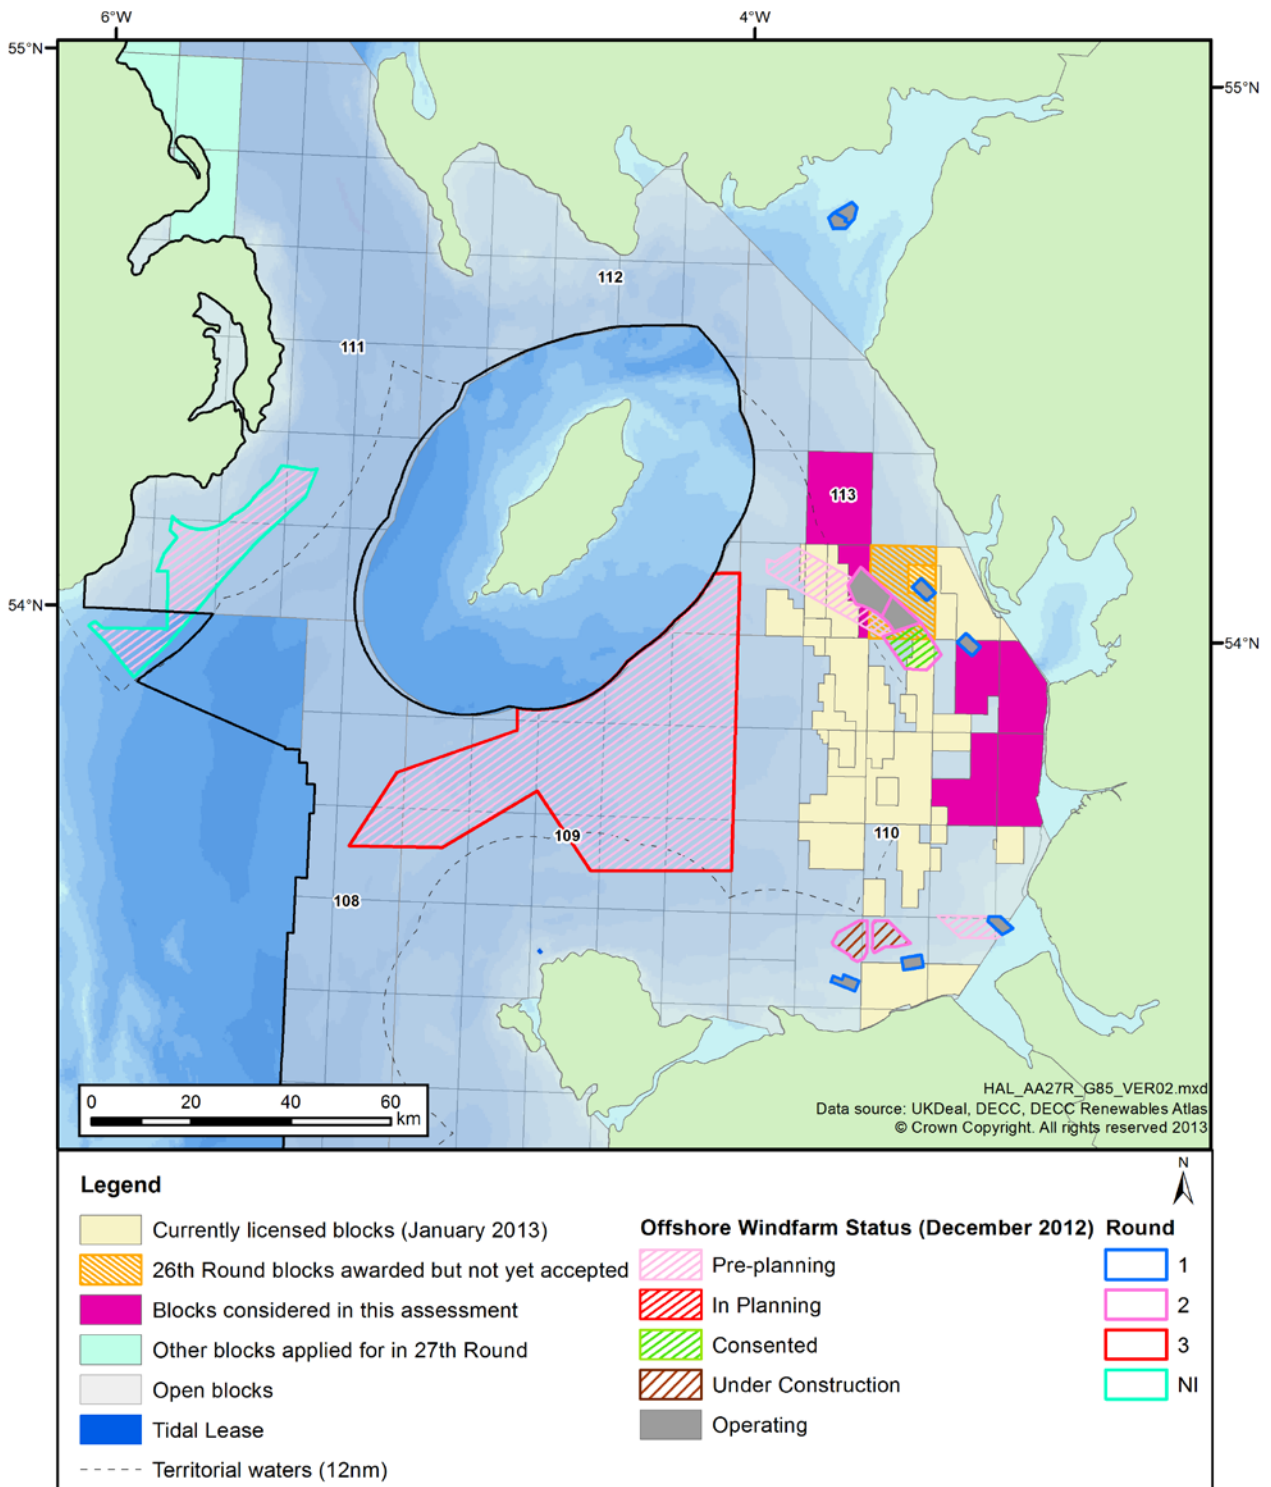 6°W
4°W
55°N
55°N
112
111
113
54°N
54°N
109
110
108
0 20 40 60
km
HAL_AA27R_G85_VER02.mxd
Data source: UKDeal, DECC, DECC Renewables Atlas
© Crown Copyright. All rights reserved 2013
N
Legend
Currently licensed blocks (January 2013)
26th Round blocks awarded but not yet accepted
Blocks considered in this assessment
Other blocks applied for in 27th Round
Open blocks
Tidal Lease
Territorial waters (12nm)
Offshore Windfarm Status (December 2012)
Pre-planning
In Planning
Consented
Under Construction
Operating
Round
1
2
3
NI